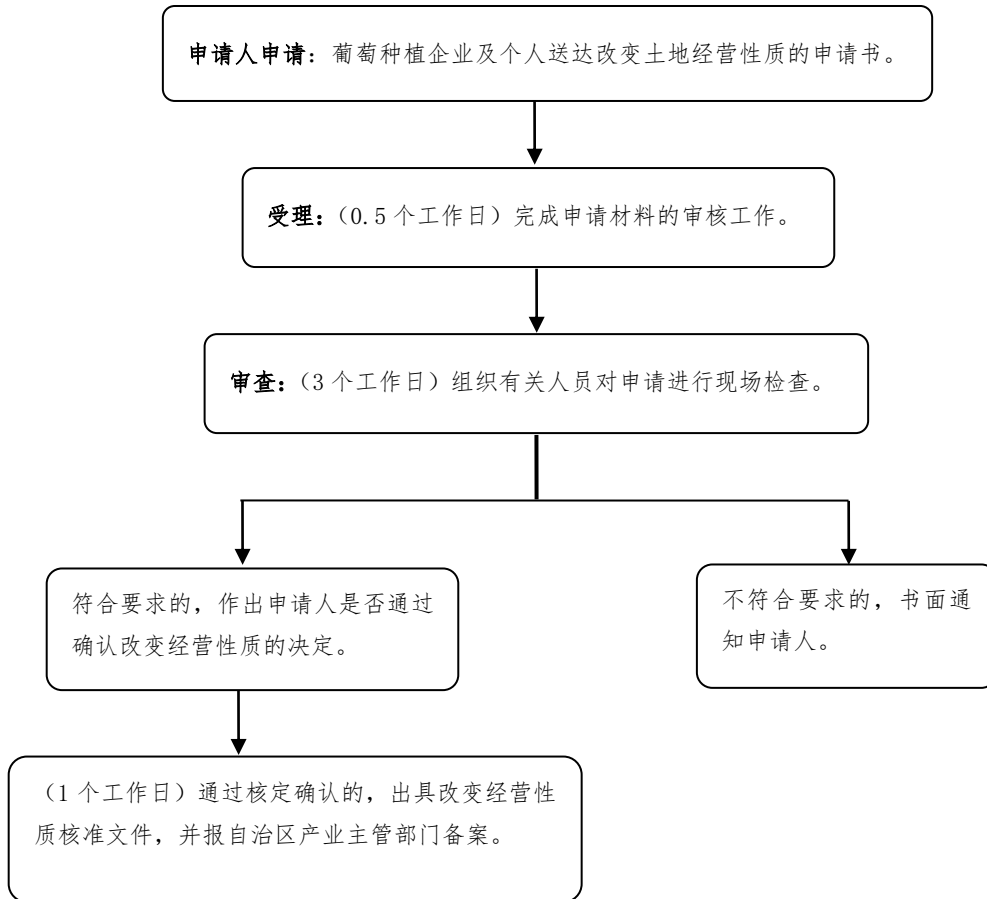 申请人申请：葡萄种植企业及个人送达改变土地经营性质的申请书。
受理：（0.5 个工作日）完成申请材料的审核工作。
审查：（3 个工作日）组织有关人员对申请进行现场检查。
符合要求的，作出申请人是否通过
确认改变经营性质的决定。
不符合要求的，书面通
知申请人。
（1 个工作日）通过核定确认的，出具改变经营性
质核准文件，并报自治区产业主管部门备案。